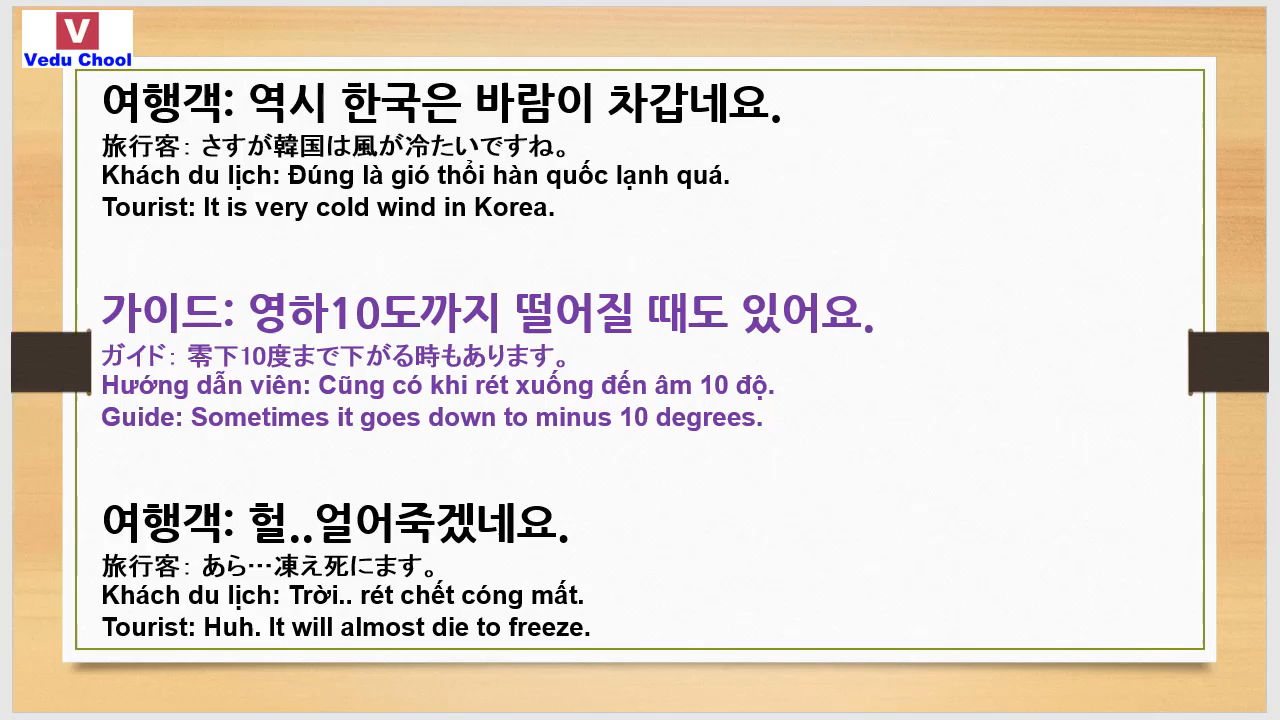 V
Vedu Chool
여행객: 역시 한국은 바람이 차갑네요.
旅行客： さすが韓国は風が冷たいですね。
Khách du lịch: Đúng là gió thổi hàn quốc lạnh quá.
Tourist: It is very cold wind in Korea.
가이드: 영하10도까지 떨어질 때도 있어요.
ガイド： 零下10度まで下がる時もあります。
Hướng dẫn viên: Cũng có khi rét xuống đến âm 10 độ.
Guide: Sometimes it goes down to minus 10 degrees.
여행객: 헐..얼어죽겠네요.
旅行客： あら…凍え死にます。
Khách du lịch: Trời.. rét chết cóng mất.
Tourist: Huh. It will almost die to freeze.